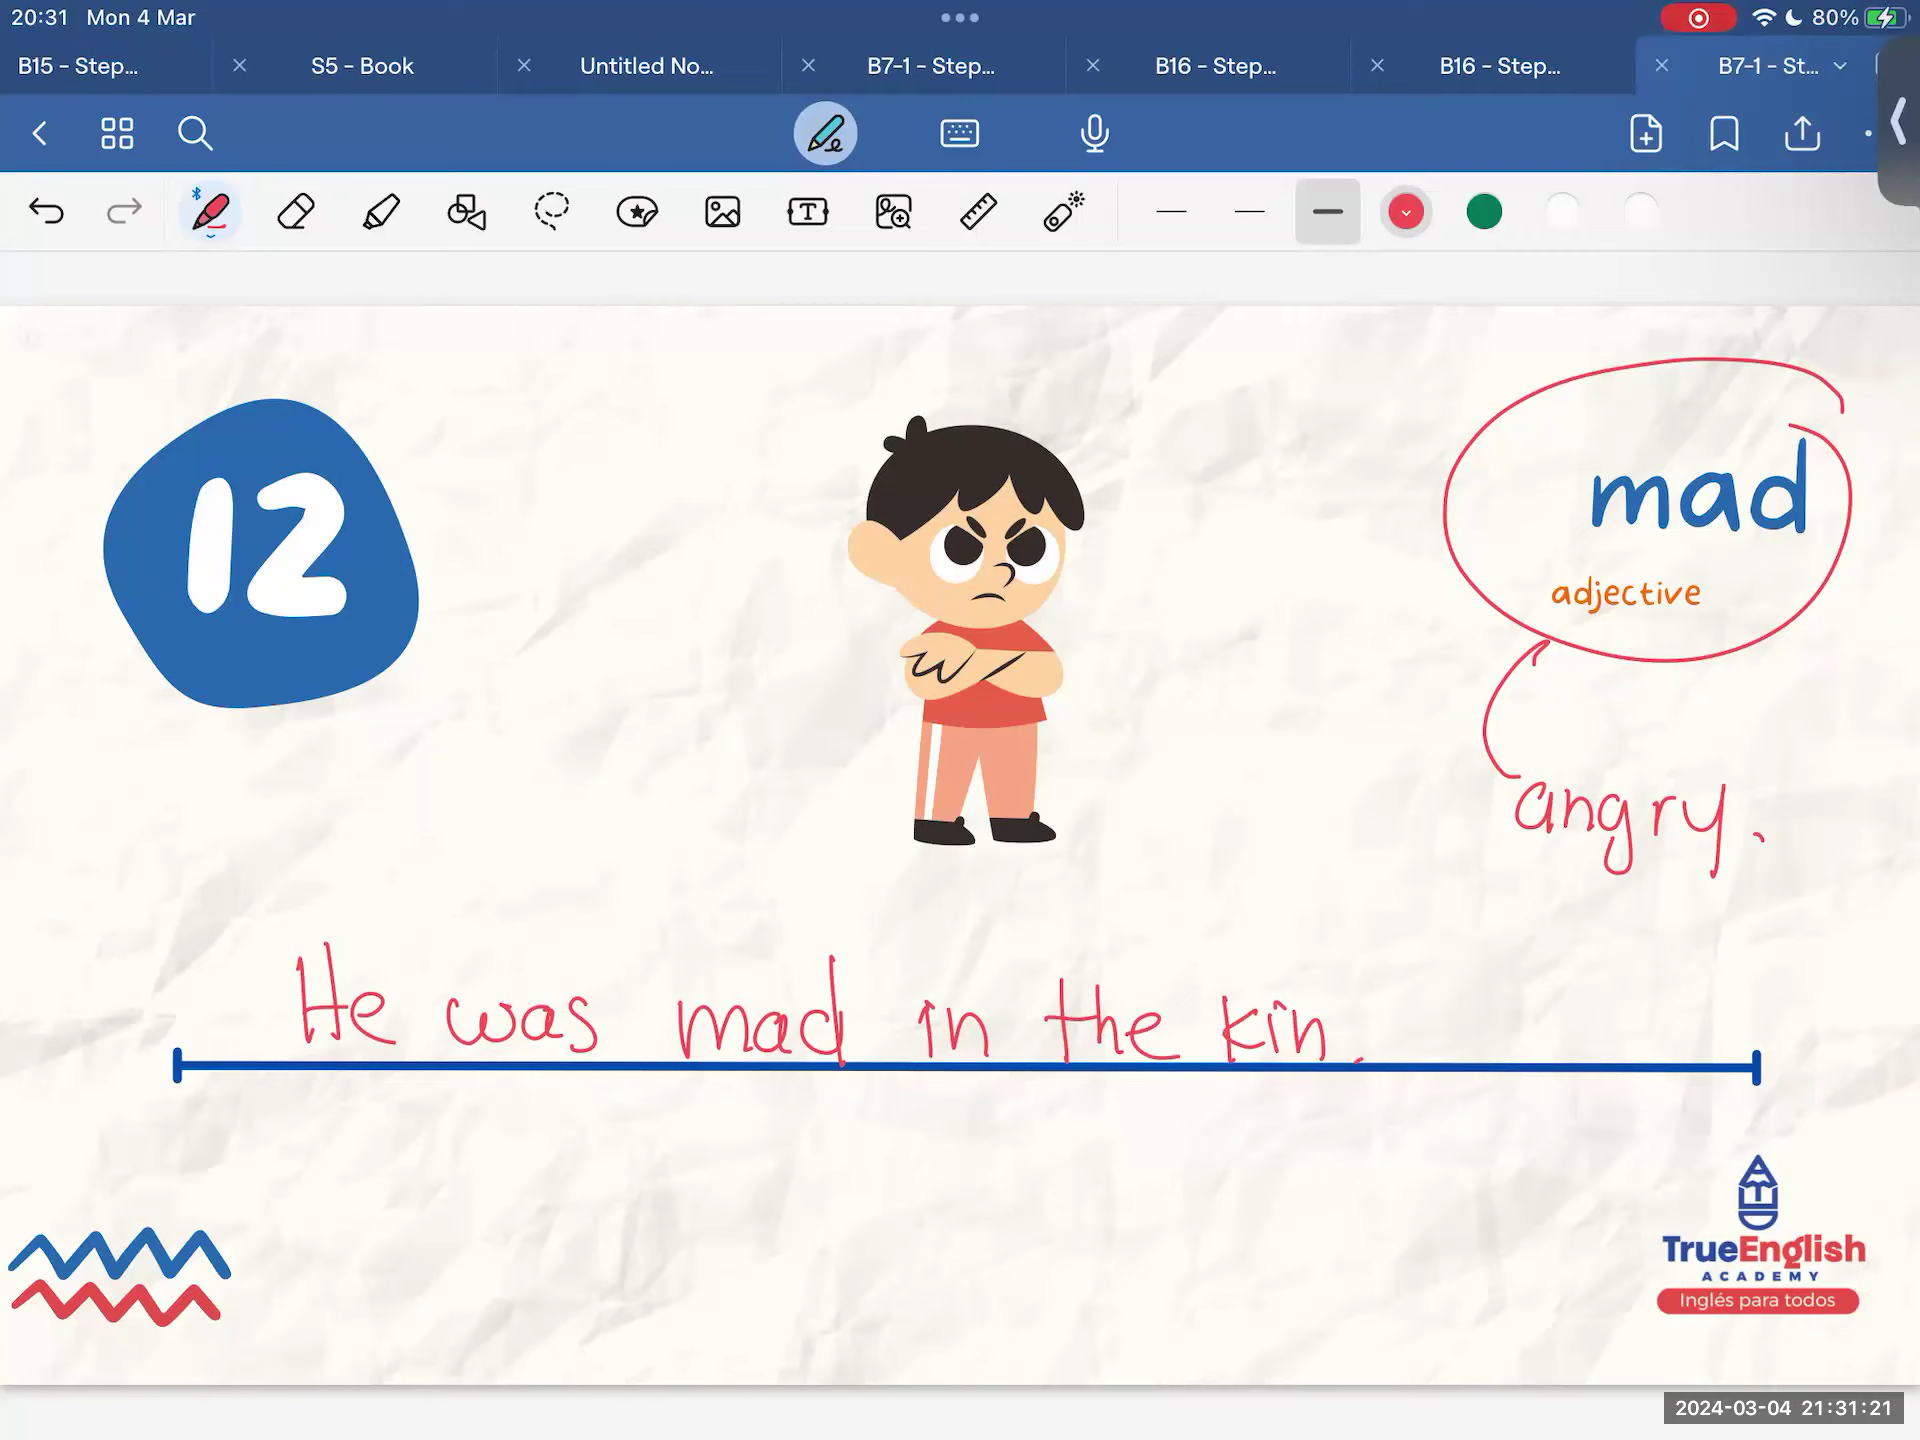 20:31 Mon 4 Mar
80%
B15 - Step...
S5 - Book
Untitled No...
B7-1 - Step...
B16 - Step...
B16 - Step...
B7-1 - St...
12
mad
adjective
angry.
He was mad in the kin.
TrueEnglish
ACADEMY
Inglés para todos
2024-03-04 21:31:21